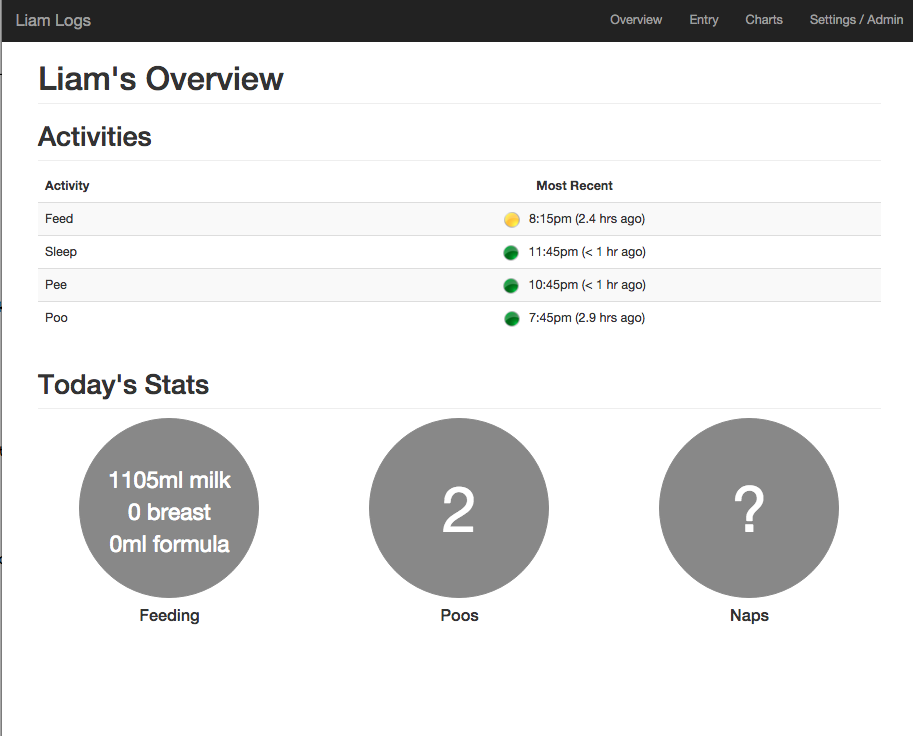 Liam Logs Overview Entry Charts Settings / Admin
Liam's Overview
Activities
Activity Most Recent
Feed 8:15pm (2.4 hrs ago)
Sleep 11:45pm (< 1 hr ago)
Pee 10:45pm (< 1 hr ago)
Poo 7:45pm (2.9 hrs ago)
Today's Stats
1105ml milk
0 breast
0ml formula
2
?
Feeding Poos Naps